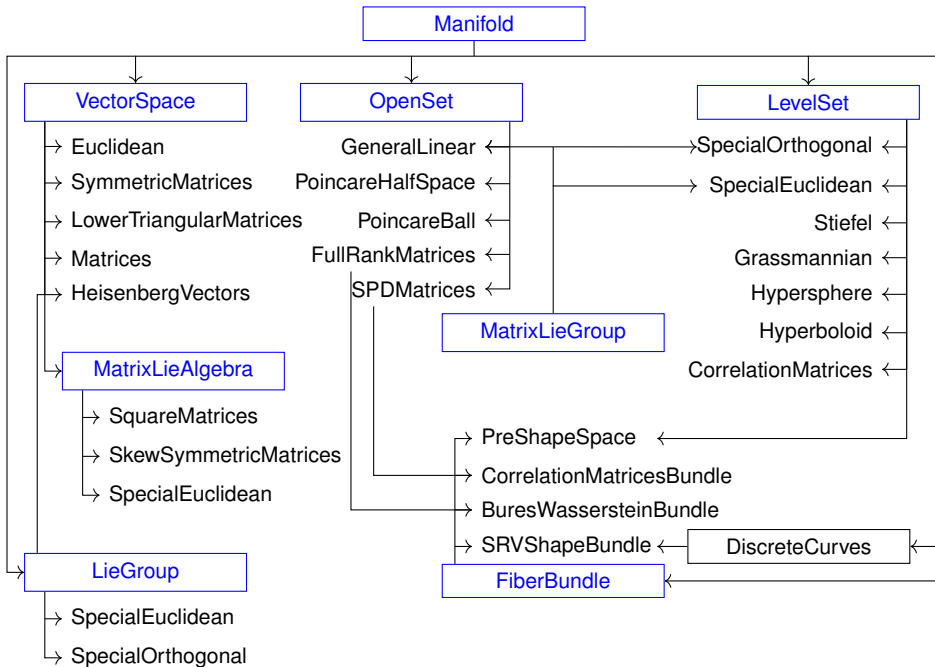 Manifold
VectorSpace
Euclidean
SymmetricMatrices
LowerTriangularMatrices
Matrices
HeisenbergVectors
MatrixLieAlgebra
SquareMatrices
SkewSymmetricMatrices
SpecialEuclidean
LieGroup
SpecialEuclidean
SpecialOrthogonal
OpenSet
GeneralLinear
PoincareHalfSpace
PoincareBall
FullRankMatrices
SPDMatrices
MatrixLieGroup
PreShapeSpace
CorrelationMatricesBundle
BuresWassersteinBundle
SRVShapeBundle
FiberBundle
LevelSet
SpecialOrthogonal
SpecialEuclidean
Stiefel
Grassmannian
Hypersphere
Hyperboloid
CorrelationMatrices
DiscreteCurves